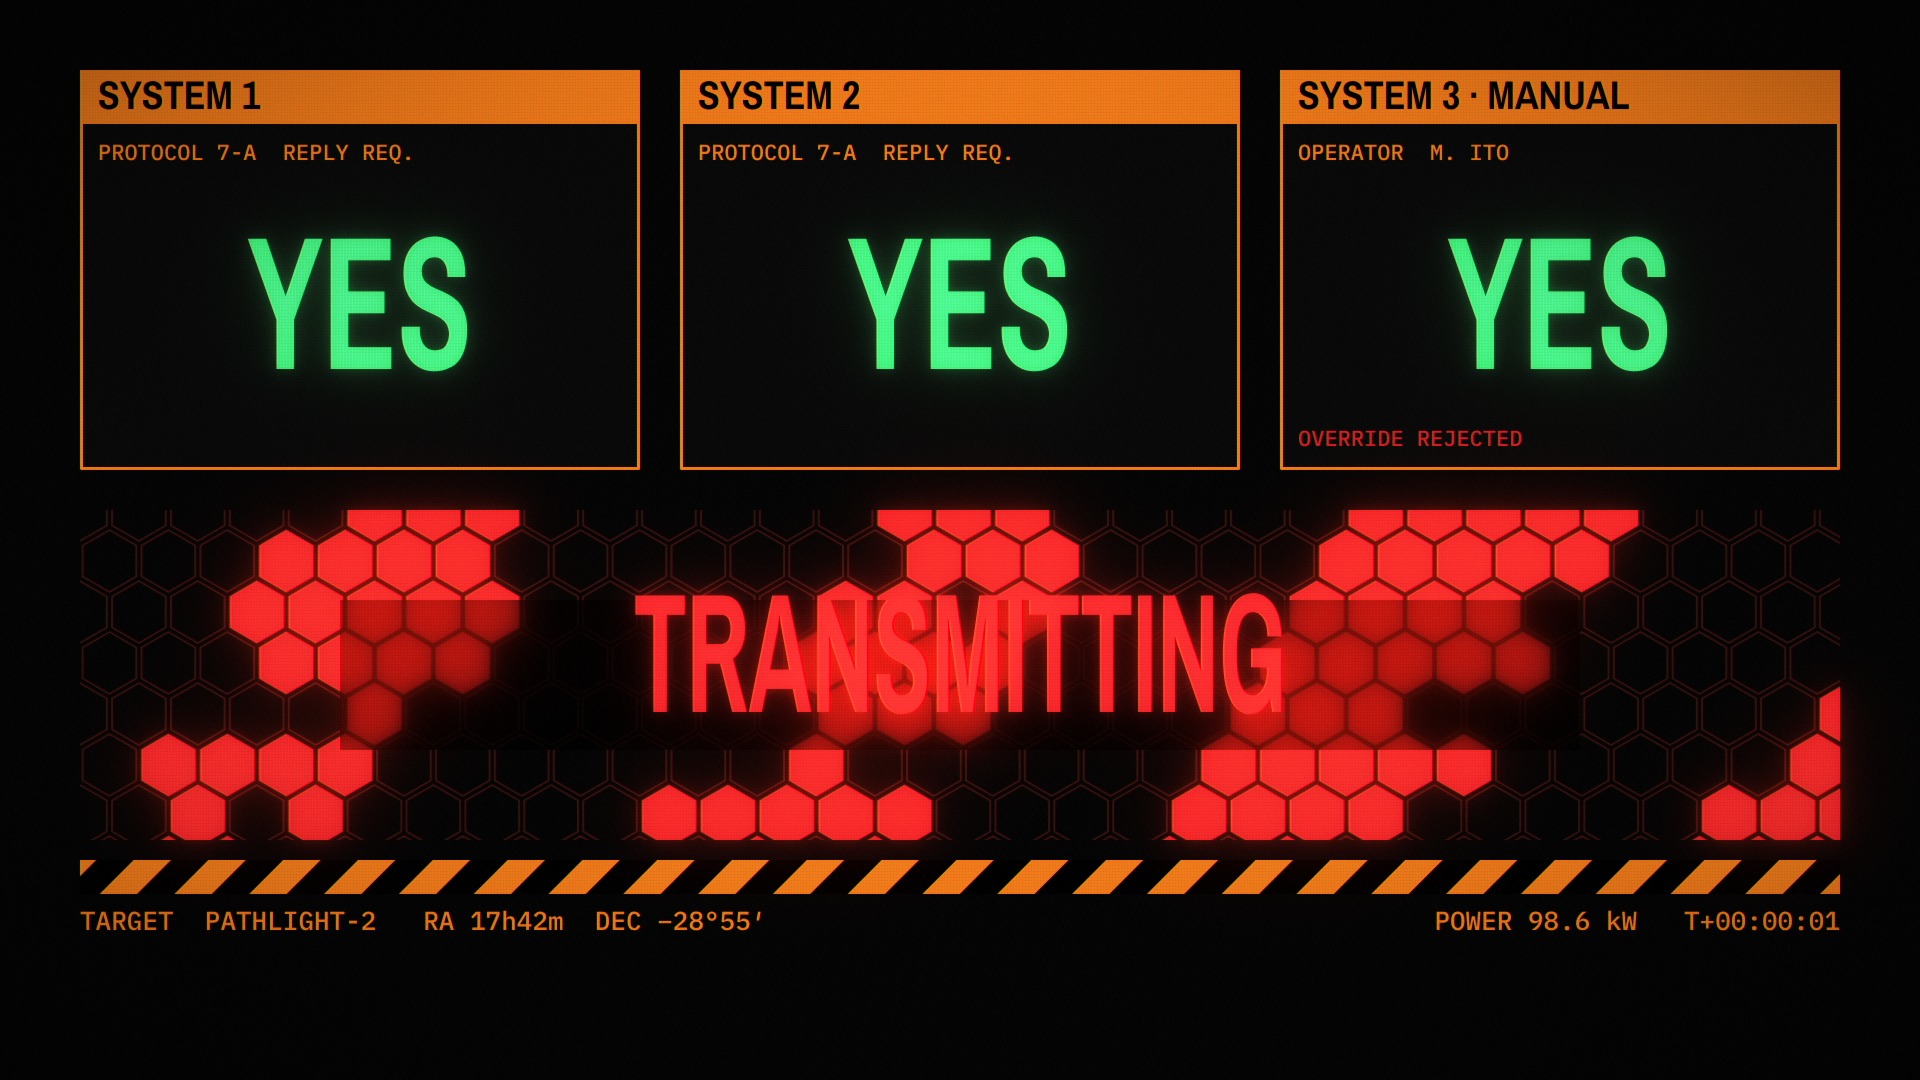 SYSTEM 1
PROTOCOL 7-A REPLY REQ.
YES
SYSTEM 2
PROTOCOL 7-A REPLY REQ.
YES
SYSTEM 3 · MANUAL
OPERATOR M. ITO
YES
OVERRIDE REJECTED
TRANSMITTING
TARGET PATHLIGHT-2 RA 17h42m DEC −28°55′
POWER 98.6 kW T+00:00:01